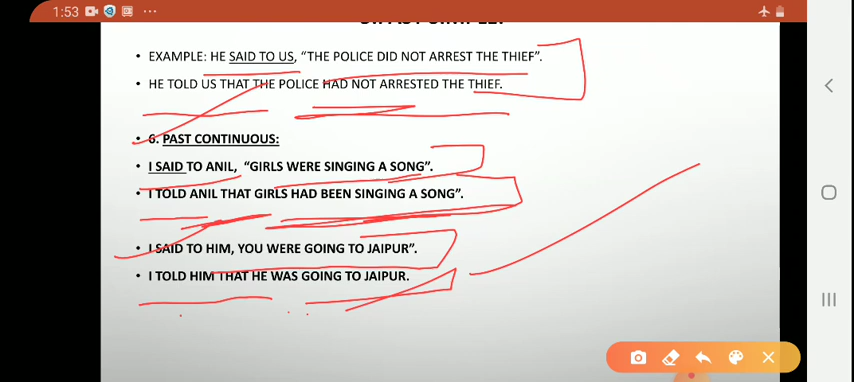 1:53
• EXAMPLE: HE SAID TO US, “THE POLICE DID NOT ARREST THE THIEF”.
• HE TOLD US THAT THE POLICE HAD NOT ARRESTED THE THIEF.
• 6. PAST CONTINUOUS:
• I SAID TO ANIL, “GIRLS WERE SINGING A SONG”.
• I TOLD ANIL THAT GIRLS HAD BEEN SINGING A SONG”.
• I SAID TO HIM, YOU WERE GOING TO JAIPUR”.
• I TOLD HIM THAT HE WAS GOING TO JAIPUR.